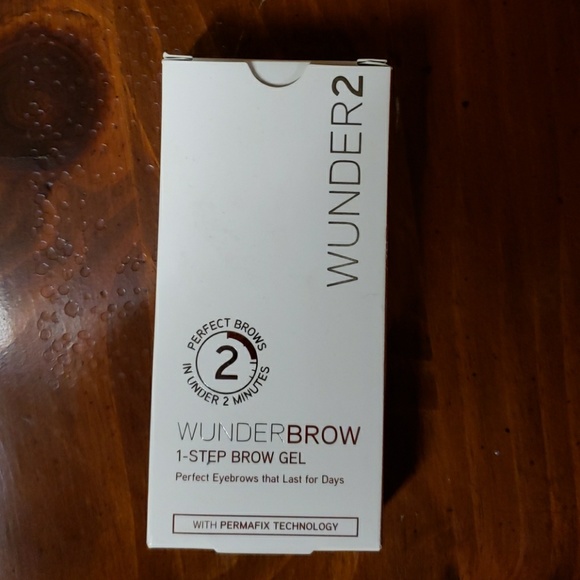 WUNDER2
PERFECT BROWS
IN UNDER 2 MINUTES
2
WUNDERBROW
1-STEP BROW GEL
Perfect Eyebrows that Last for Days
WITH PERMAFIX TECHNOLOGY